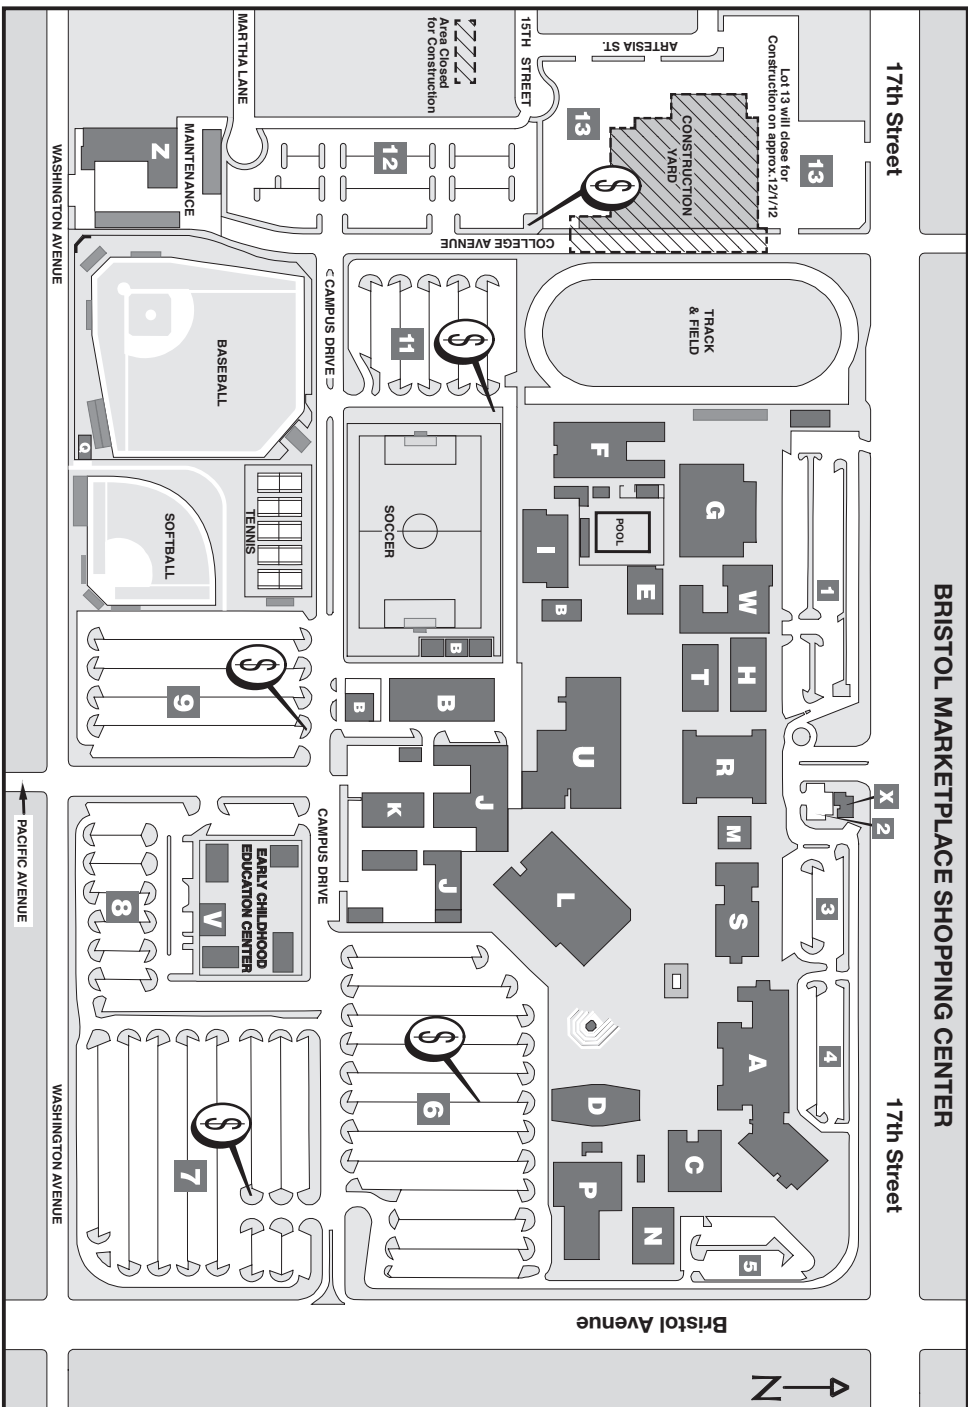 BRISTOL MARKETPLACE SHOPPING CENTER
17th Street
17th Street
Lot 13 will close for
Construction on approx.12/1/12
13
ARTESIA ST.
CONSTRUCTION
YARD
13
$
15TH STREET
Area Closed
for Construction
MARTHA LANE
12
COLLEGE AVENUE
MAINTENANCE
Z
WASHINGTON AVENUE
TRACK
& FIELD
1
X
2
3
4
5
F
G
POOL
I
E
B
W
H
T
R
M
S
A
C
N
P
D
L
U
11
$
CAMPUS DRIVE
SOCCER
B
B
B
J
K
J
BASEBALL
Q
TENNIS
SOFTBALL
$
9
CAMPUS DRIVE
EARLY CHILDHOOD
EDUCATION CENTER
V
8
$
6
$
7
Bristol Avenue
PACIFIC AVENUE
WASHINGTON AVENUE
N